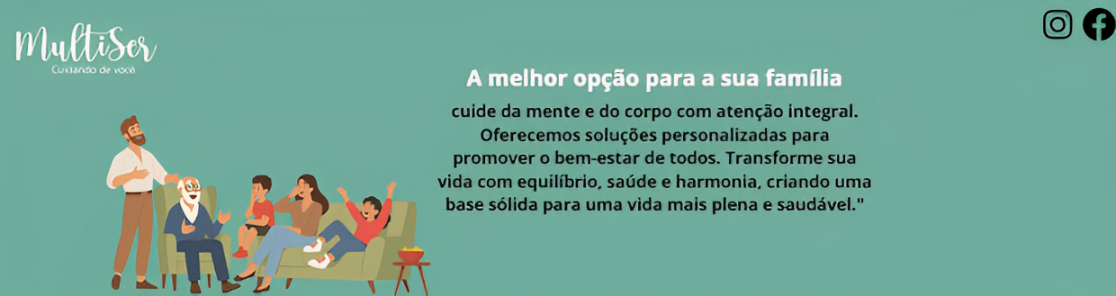 MultiSer
Cuidando de você
A melhor opção para a sua família
cuide da mente e do corpo com atenção integral.
Oferecemos soluções personalizadas para
promover o bem-estar de todos. Transforme sua
vida com equilíbrio, saúde e harmonia, criando uma
base sólida para uma vida mais plena e saudável."